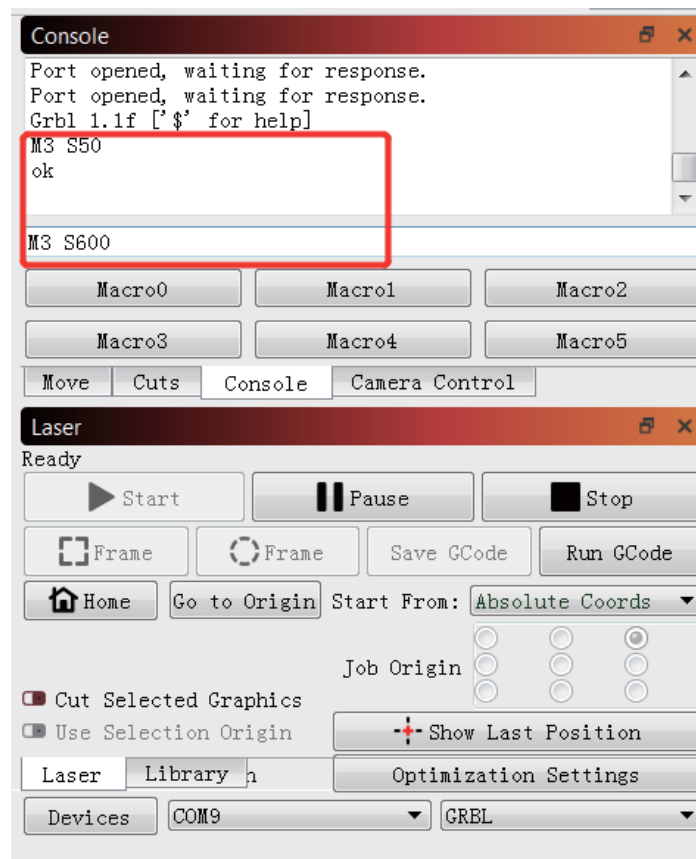 Console
Port opened, waiting for response.
Port opened, waiting for response.
Grbl 1.1f ['$' for help]
M3 S50
ok
M3 S600
Macro0 Macro1 Macro2
Macro3 Macro4 Macro5
Move Cuts Console Camera Control
Laser
Ready
Start Pause Stop
Frame Frame Save GCode Run GCode
Home Go to Origin Start From: Absolute Coords
Job Origin
Cut Selected Graphics
Use Selection Origin Show Last Position
Laser Library Optimization Settings
Devices COM9 GRBL